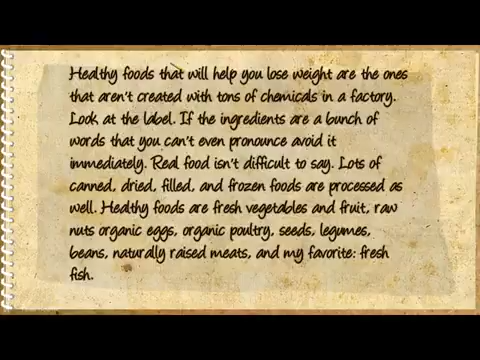 Healthy foods that will help you lose weight are the ones
that aren't created with tons of chemicals in a factory.
Look at the label. If the ingredients are a bunch of
words that you can't even pronounce avoid it
immediately. Real food isn't difficult to say. Lots of
canned, dried, filled, and frozen foods are processed as
well. Healthy foods are fresh vegetables and fruit, raw
nuts organic eggs, organic poultry, seeds, legumes,
beans, naturally raised meats, and my favorite: fresh
fish.